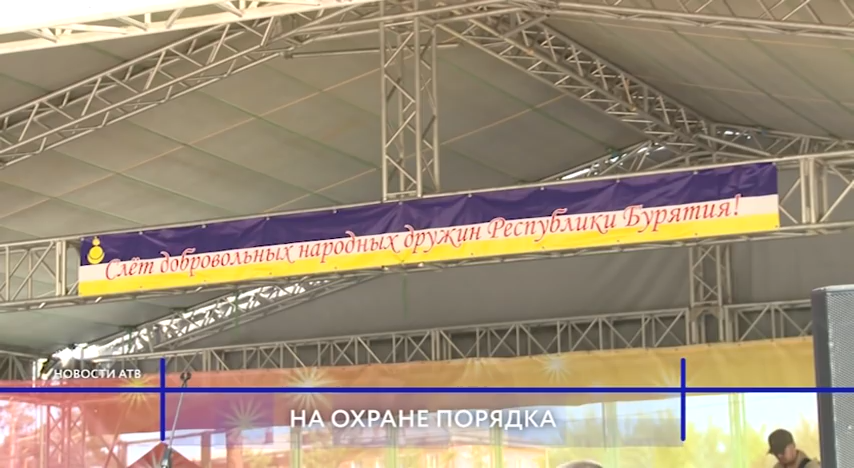 Слёт добровольных народных дружин Республики Бурятия!
НОВОСТИ АТВ
НА ОХРАНЕ ПОРЯДКА